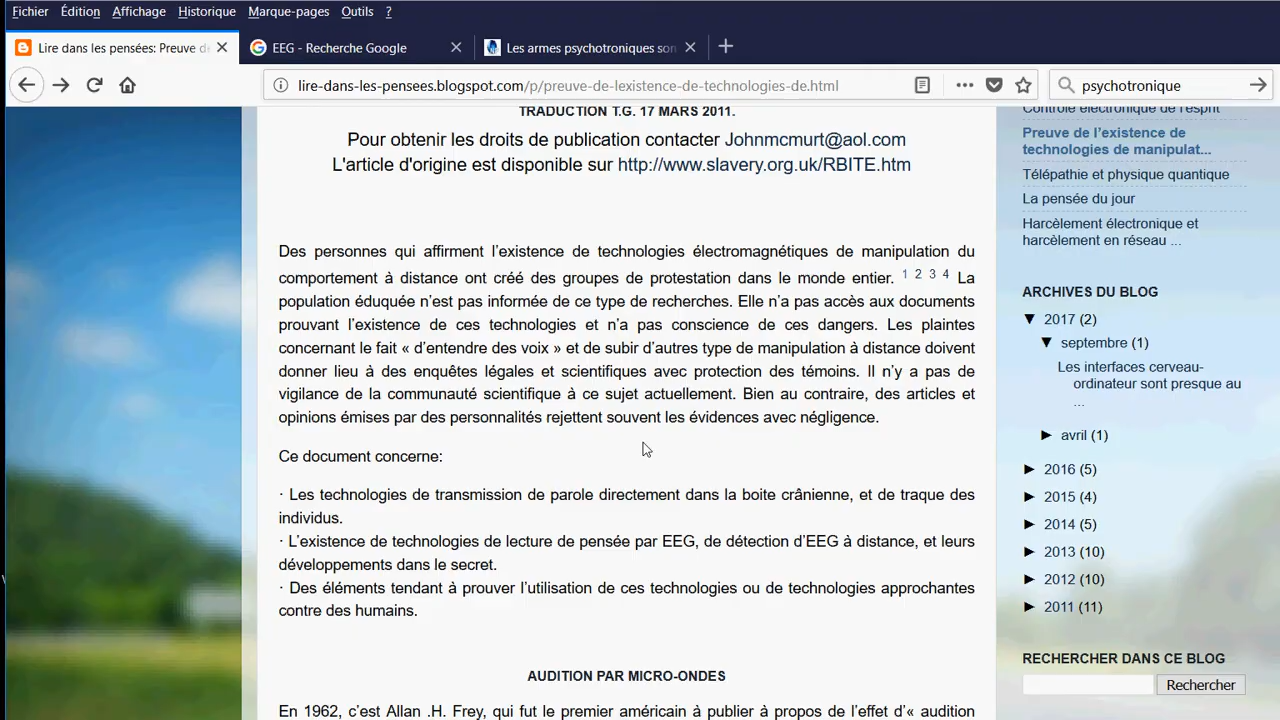 Fichier Édition Affichage Historique Marque-pages Outils ?
Lire dans les pensées: Preuve d
EEG - Recherche Google
Les armes psychotroniques son
lire-dans-les-pensees.blogspot.com/p/preuve-de-lexistence-de-technologies-de.html
psychotronique
TRADUCTION T.G. 17 MARS 2011.
Pour obtenir les droits de publication contacter Johnmcmurt@aol.com
L'article d'origine est disponible sur http://www.slavery.org.uk/RBITE.htm
Des personnes qui affirment l’existence de technologies électromagnétiques de manipulation du
comportement à distance ont créé des groupes de protestation dans le monde entier. 1 2 3 4 La
population éduquée n’est pas informée de ce type de recherches. Elle n’a pas accès aux documents
prouvant l’existence de ces technologies et n’a pas conscience de ces dangers. Les plaintes
concernant le fait « d’entendre des voix » et de subir d’autres type de manipulation à distance doivent
donner lieu à des enquêtes légales et scientifiques avec protection des témoins. Il n’y a pas de
vigilance de la communauté scientifique à ce sujet actuellement. Bien au contraire, des articles et
opinions émises par des personnalités rejettent souvent les évidences avec négligence.
Ce document concerne:
· Les technologies de transmission de parole directement dans la boite crânienne, et de traque des
individus.
· L’existence de technologies de lecture de pensée par EEG, de détection d’EEG à distance, et leurs
développements dans le secret.
· Des éléments tendant à prouver l’utilisation de ces technologies ou de technologies approchantes
contre des humains.
AUDITION PAR MICRO-ONDES
En 1962, c’est Allan .H. Frey, qui fut le premier américain à publier à propos de l’effet d’« audition
Contrôle électronique de l'esprit
Preuve de l’existence de
technologies de manipulat...
Télépathie et physique quantique
La pensée du jour
Harcèlement électronique et
harcèlement en réseau ...
ARCHIVES DU BLOG
▼ 2017 (2)
▼ septembre (1)
Les interfaces cerveau-
ordinateur sont presque au
...
► avril (1)
► 2016 (5)
► 2015 (4)
► 2014 (5)
► 2013 (10)
► 2012 (10)
► 2011 (11)
RECHERCHER DANS CE BLOG
Rechercher